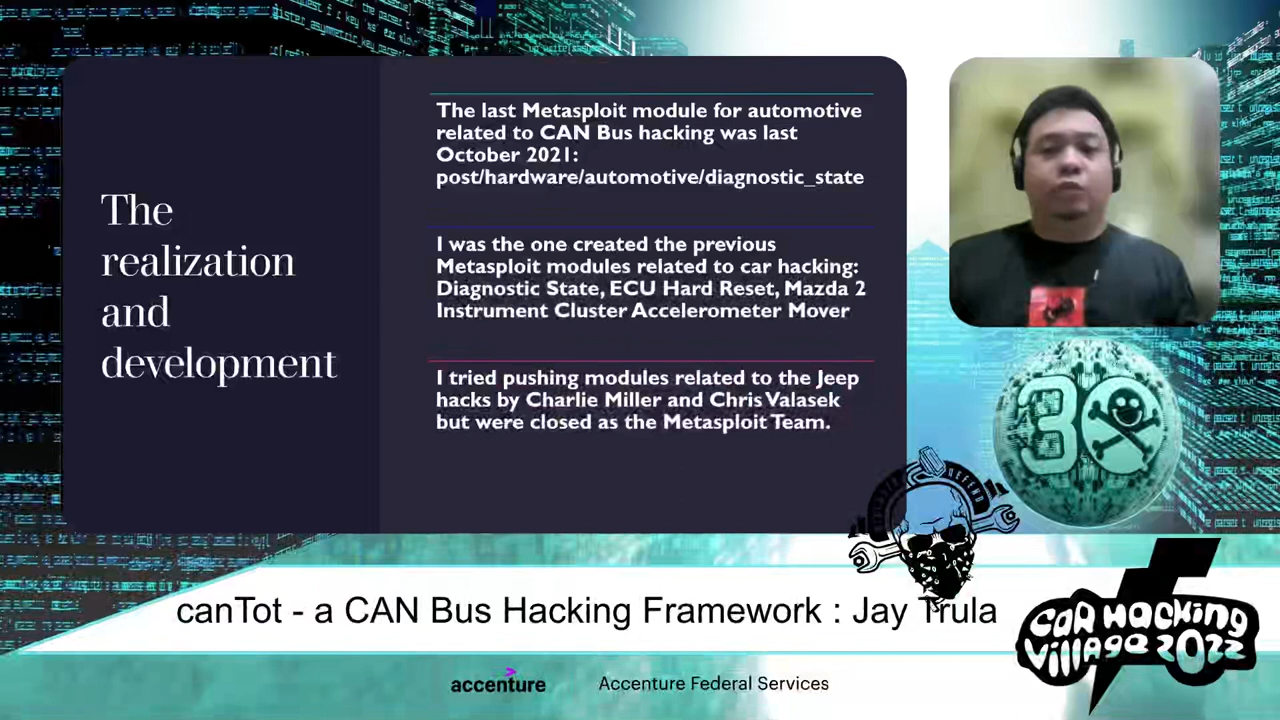 The
realization
and
development
The last Metasploit module for automotive
related to CAN Bus hacking was last
October 2021:
post/hardware/automotive/diagnostic_state
I was the one created the previous
Metasploit modules related to car hacking:
Diagnostic State, ECU Hard Reset, Mazda 2
Instrument Cluster Accelerometer Mover
I tried pushing modules related to the Jeep
hacks by Charlie Miller and Chris Valasek
but were closed as the Metasploit Team.
30
DEFEND
canTot - a CAN Bus Hacking Framework : Jay Trula
CAR HACKING
VILLAGE 2022
accenture
Accenture Federal Services